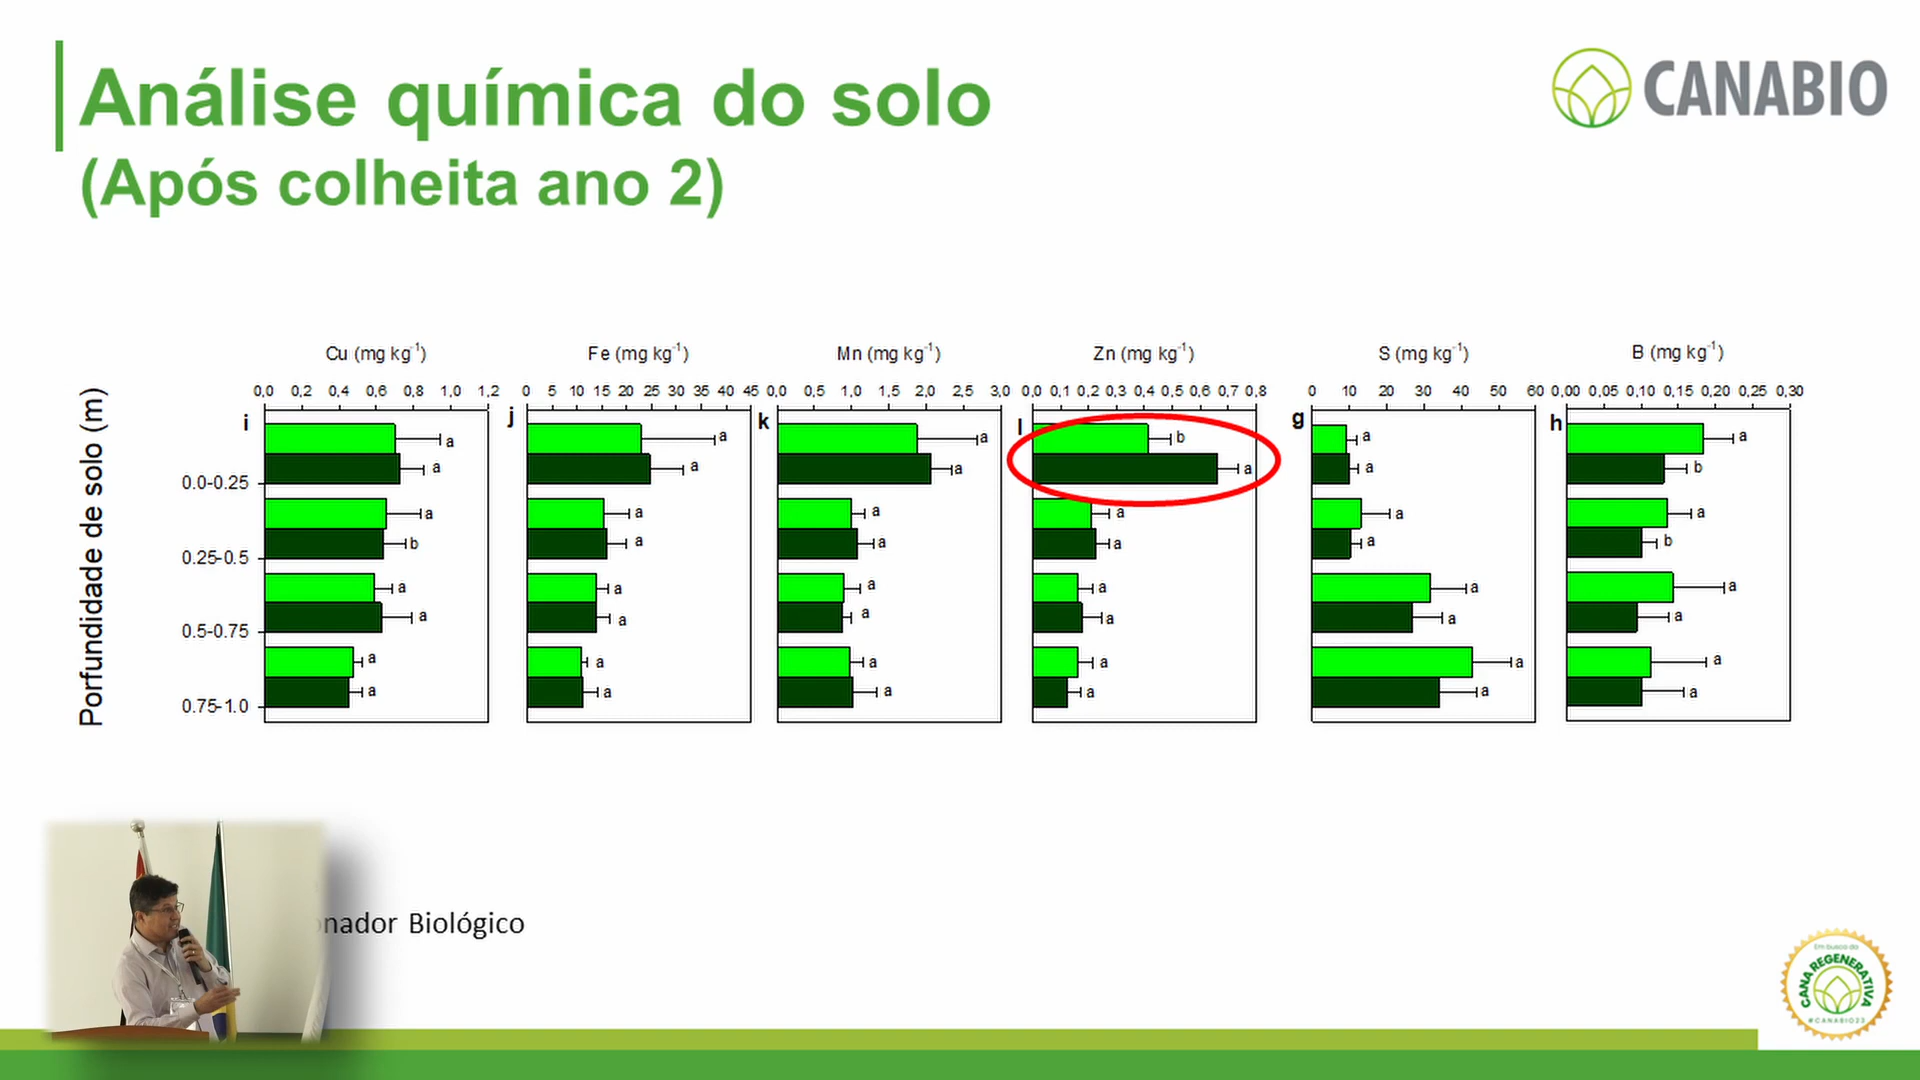 Análise química do solo
(Após colheita ano 2)
CANABIO
Cu (mg kg-1) Fe (mg kg-1) Mn (mg kg-1) Zn (mg kg-1) S (mg kg-1) B (mg kg-1)
0,0 0,2 0,4 0,6 0,8 1,0 1,2 0 5 10 15 20 25 30 35 40 45 0,0 0,5 1,0 1,5 2,0 2,5 3,0 0,0 0,1 0,2 0,3 0,4 0,5 0,6 0,7 0,8 0 10 20 30 40 50 60 0,00 0,05 0,10 0,15 0,20 0,25 0,30
i j k l g h
a a a b a a
0.0-0.25 a a a a a b
a a a a a a
0.25-0.5 b a a a a b
a a a a a a
0.5-0.75 a a a a a a
a a a a a a
0.75-1.0 a a a a a a
Porfundidade de solo (m)
onador Biológico
Em busca da
CANA REGENERATIVA
#CANABIO23